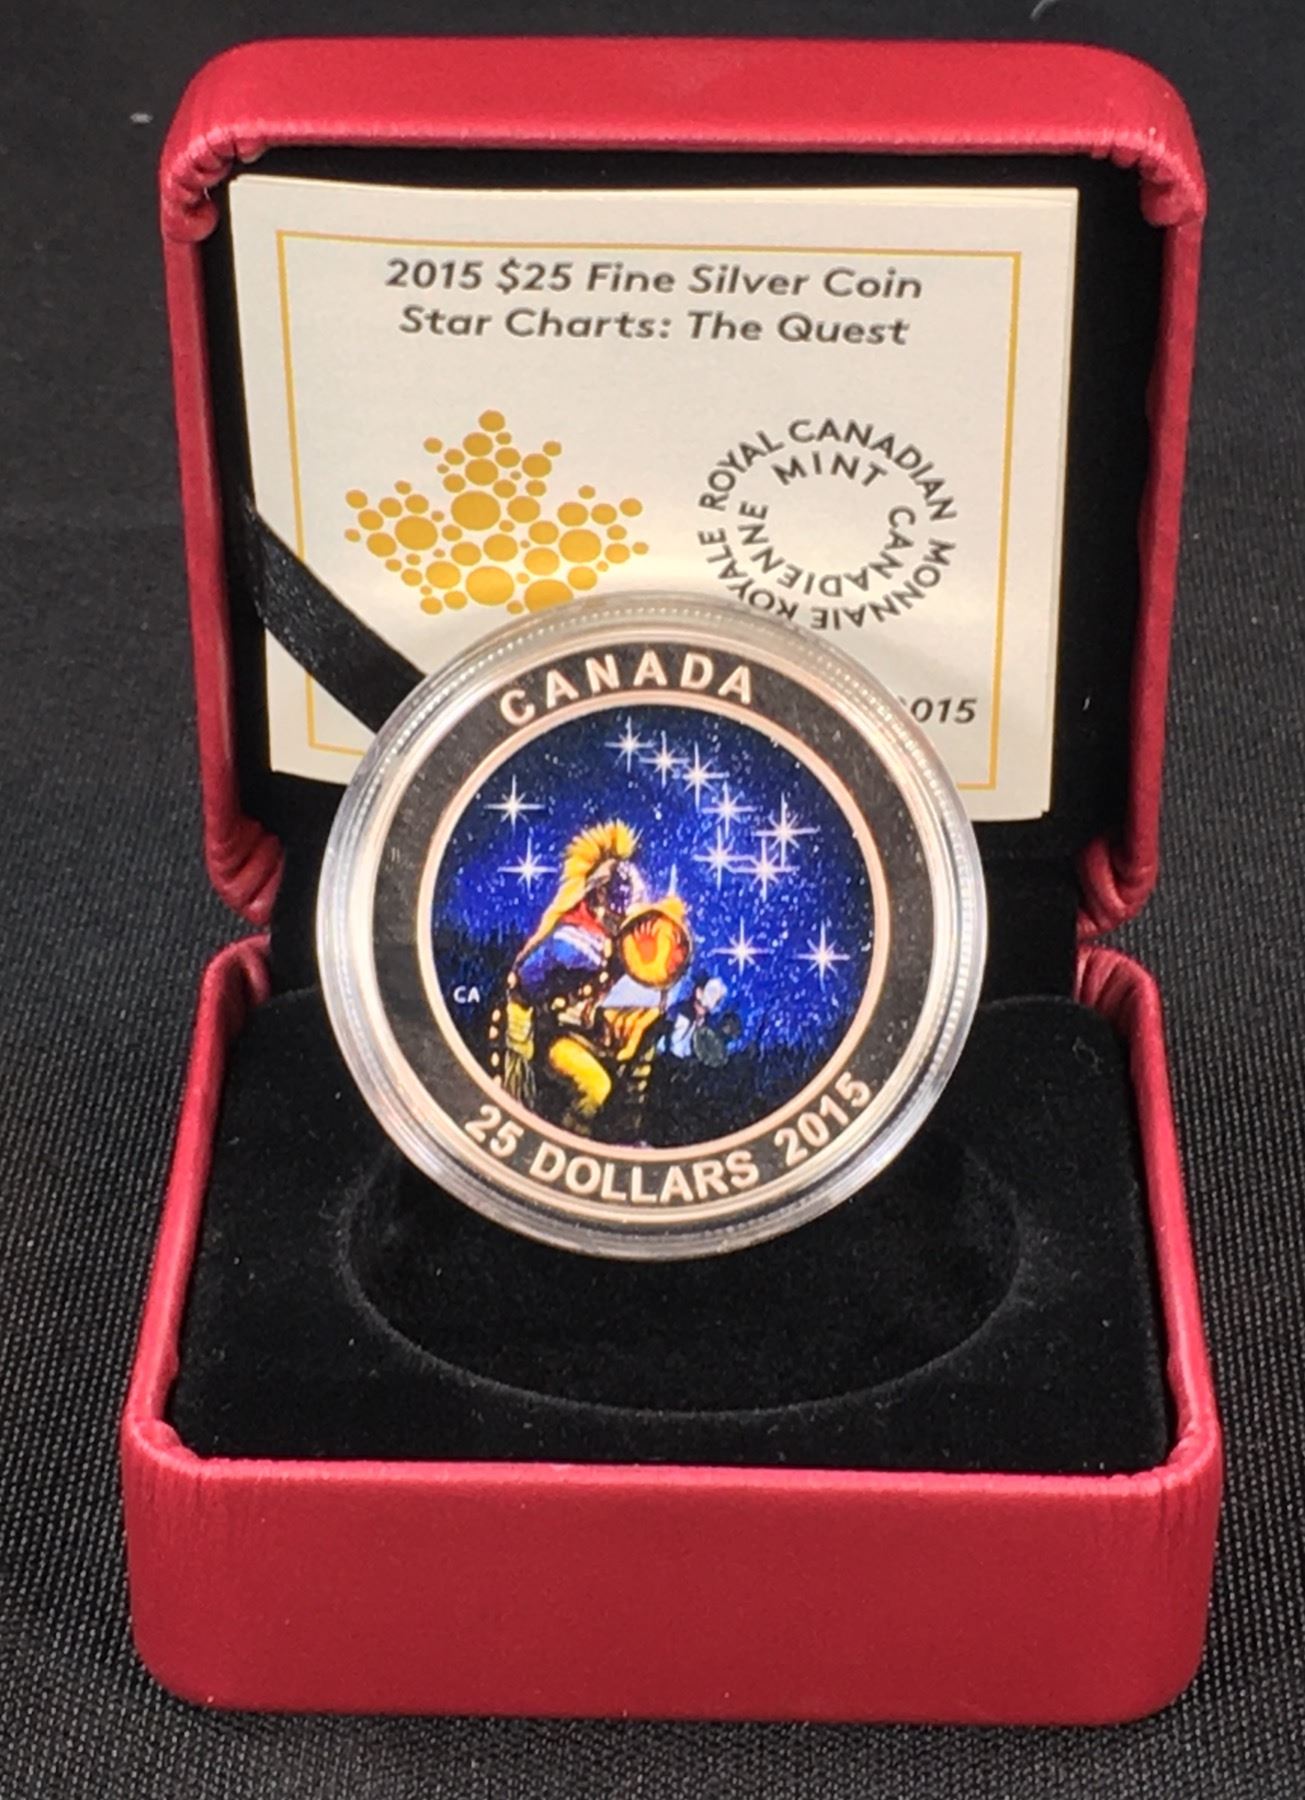 2015 $25 Fine Silver Coin
Star Charts: The Quest
ROYAL CANADIAN MINT
MONNAIE ROYALE CANADIENNE
2015
CANADA
CA
25 DOLLARS 2015